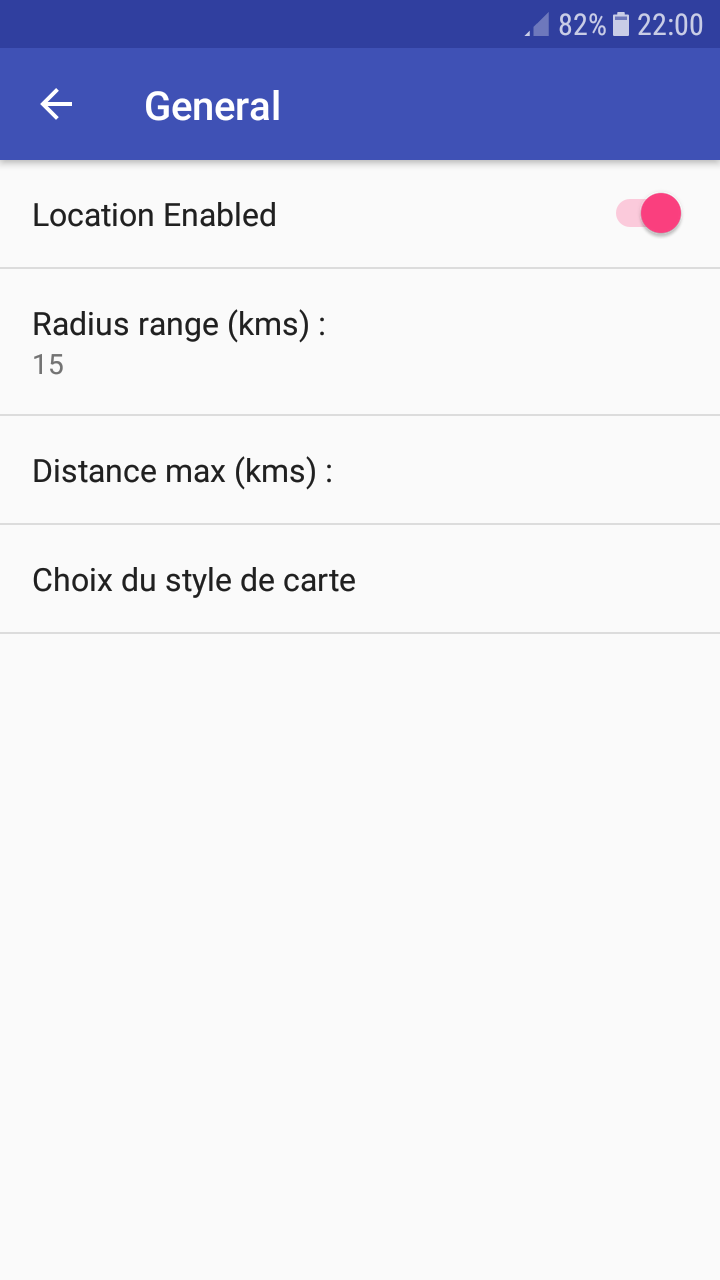 82% 22:00
General
Location Enabled
Radius range (kms) :
15
Distance max (kms) :
Choix du style de carte